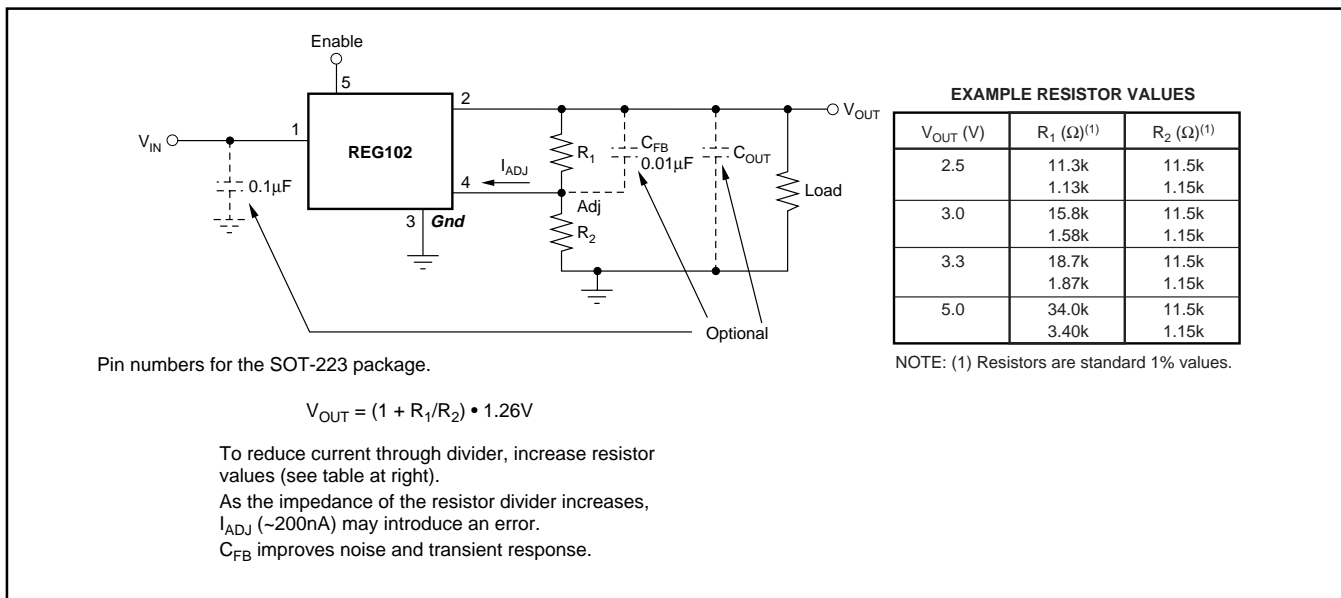 Enable
5
2
V_OUT
V_IN
1
REG102
R_1
C_FB
0.01µF
C_OUT
I_ADJ
4
0.1µF
Load
Adj
3
Gnd
R_2
Optional
Pin numbers for the SOT-223 package.
V_OUT = (1 + R_1/R_2) • 1.26V
To reduce current through divider, increase resistor
values (see table at right).
As the impedance of the resistor divider increases,
I_ADJ (~200nA) may introduce an error.
C_FB improves noise and transient response.
EXAMPLE RESISTOR VALUES
V_OUT (V) R_1 (Ω)(1) R_2 (Ω)(1)
2.5 11.3k 11.5k
1.13k 1.15k
3.0 15.8k 11.5k
1.58k 1.15k
3.3 18.7k 11.5k
1.87k 1.15k
5.0 34.0k 11.5k
3.40k 1.15k
NOTE: (1) Resistors are standard 1% values.